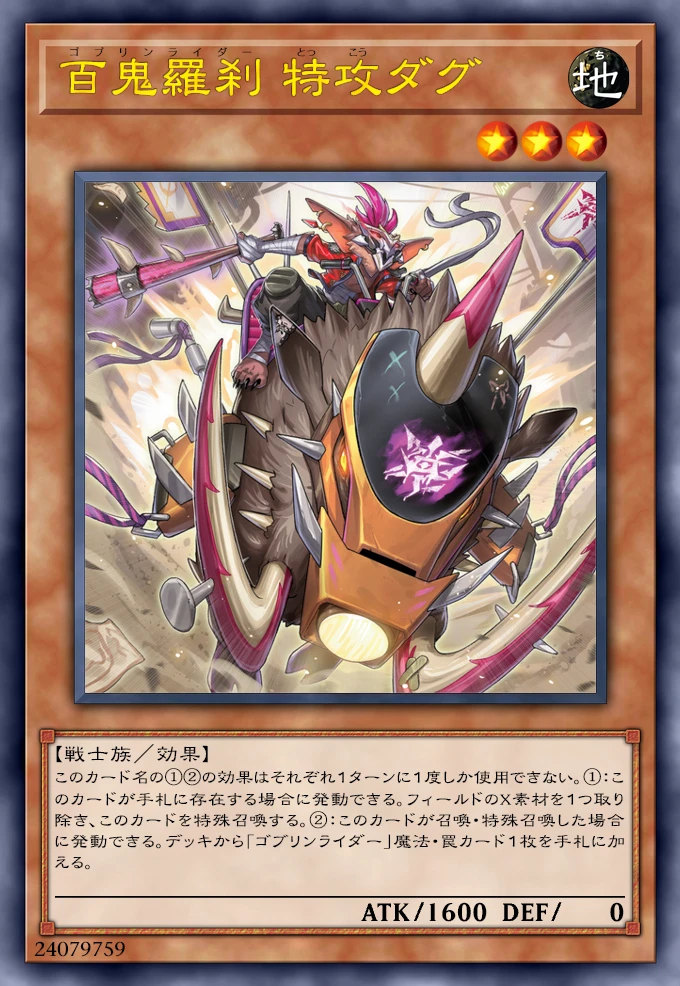 ゴブリンライダー とっ こう
百鬼羅刹 特攻ダグ
ち
地
【戦士族／効果】
このカード名の①②の効果はそれぞれ1ターンに1度しか使用できない。①：こ
のカードが手札に存在する場合に発動できる。フィールドのX素材を1つ取り
除き、このカードを特殊召喚する。②：このカードが召喚・特殊召喚した場合
に発動できる。デッキから「ゴブリンライダー」魔法・罠カード1枚を手札に加
える。
ATK/1600 DEF/ 0
24079759